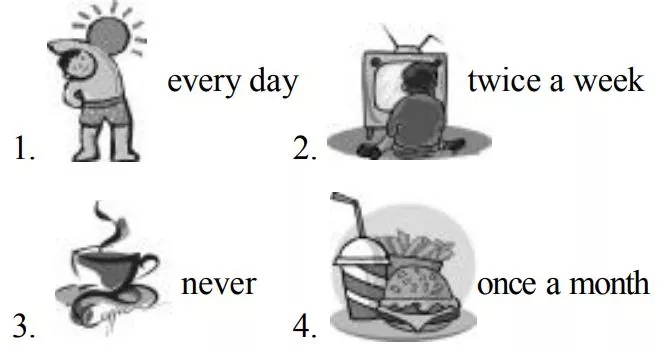 1. every day
2. twice a week
3. never
4. once a month